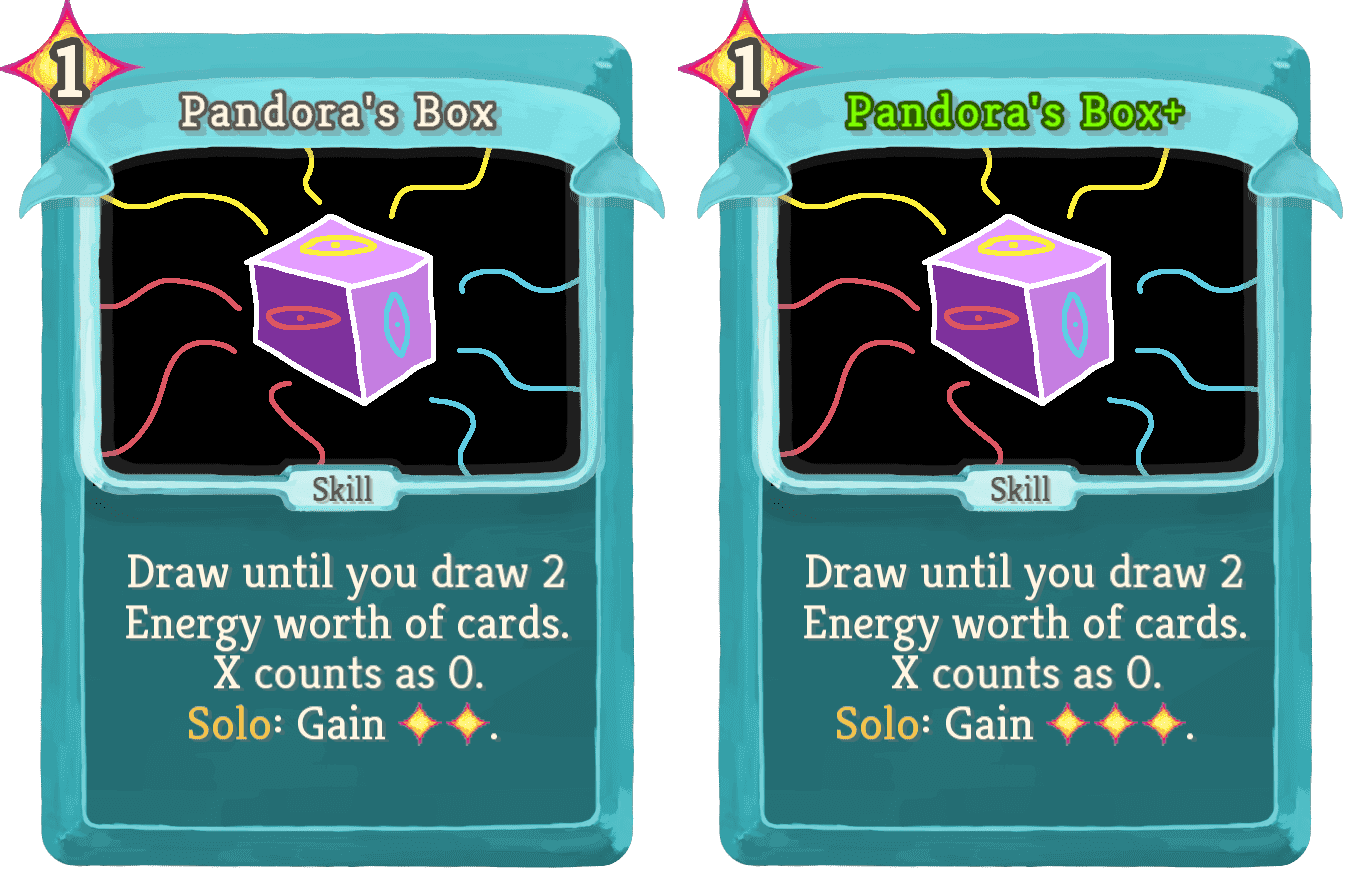 1
Pandora's Box
Skill
Draw until you draw 2
Energy worth of cards.
X counts as 0.
Solo: Gain .
1
Pandora's Box+
Skill
Draw until you draw 2
Energy worth of cards.
X counts as 0.
Solo: Gain .